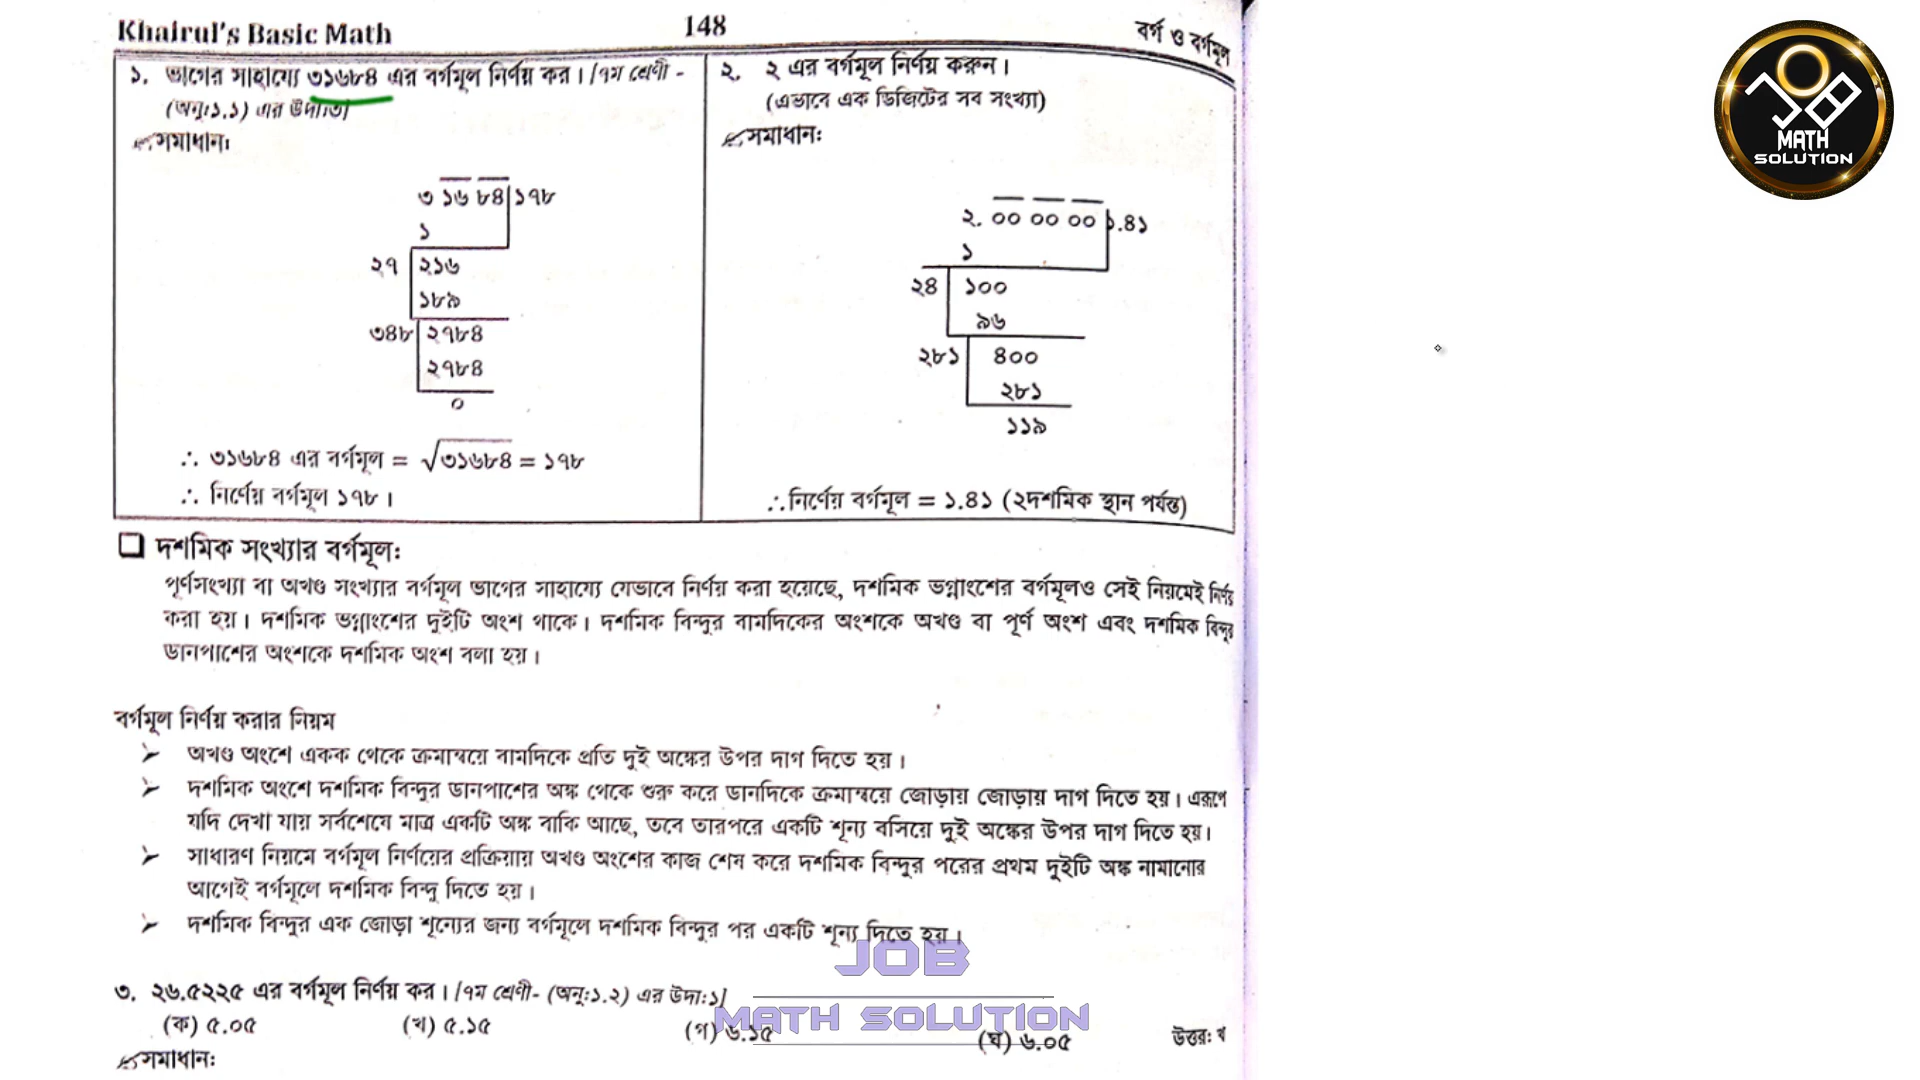 Khairul's Basic Math
148
বর্গ ও বর্গমূল
১. ভাগের সাহায্যে ৩১৬৮৪ এর বর্গমূল নির্ণয় কর। [৭ম শ্রেণী -
(অনুঃ১.১) এর উদাঃ৩]
সমাধানঃ
৩ ১৬ ৮৪ ১৭৮
১
২৭ ২১৬
১৮৯
৩৪৮ ২৭৮৪
২৭৮৪
০
∴ ৩১৬৮৪ এর বর্গমূল = √৩১৬৮৪ = ১৭৮
∴ নির্ণেয় বর্গমূল ১৭৮।
২. ২ এর বর্গমূল নির্ণয় করুন।
(এভাবে এক ডিজিটের সব সংখ্যা)
সমাধানঃ
২. ০০ ০০ ০০ ১.৪১
১
২৪ ১০০
৯৬
২৮১ ৪০০
২৮১
১১৯
∴নির্ণেয় বর্গমূল = ১.৪১ (২দশমিক স্থান পর্যন্ত)
❑ দশমিক সংখ্যার বর্গমূলঃ
পূর্ণসংখ্যা বা অখণ্ড সংখ্যার বর্গমূল ভাগের সাহায্যে যেভাবে নির্ণয় করা হয়েছে, দশমিক ভগ্নাংশের বর্গমূলও সেই নিয়মেই নির্ণয়
করা হয়। দশমিক ভগ্নাংশের দুইটি অংশ থাকে। দশমিক বিন্দুর বামদিকের অংশকে অখণ্ড বা পূর্ণ অংশ এবং দশমিক বিন্দুর
ডানপাশের অংশকে দশমিক অংশ বলা হয়।
বর্গমূল নির্ণয় করার নিয়ম
➢ অখণ্ড অংশে একক থেকে ক্রমান্বয়ে বামদিকে প্রতি দুই অঙ্কের উপর দাগ দিতে হয়।
➢ দশমিক অংশে দশমিক বিন্দুর ডানপাশের অঙ্ক থেকে শুরু করে ডানদিকে ক্রমান্বয়ে জোড়ায় জোড়ায় দাগ দিতে হয়। এরূপে
যদি দেখা যায় সর্বশেষে মাত্র একটি অঙ্ক বাকি আছে, তবে তারপরে একটি শূন্য বসিয়ে দুই অঙ্কের উপর দাগ দিতে হয়।
➢ সাধারণ নিয়মে বর্গমূল নির্ণয়ের প্রক্রিয়ায় অখণ্ড অংশের কাজ শেষ করে দশমিক বিন্দুর পরের প্রথম দুইটি অঙ্ক নামানোর
আগেই বর্গমূলে দশমিক বিন্দু দিতে হয়।
➢ দশমিক বিন্দুর এক জোড়া শূন্যের জন্য বর্গমূলে দশমিক বিন্দুর পর একটি শূন্য দিতে হয়।
৩. ২৬.৫২২৫ এর বর্গমূল নির্ণয় কর। [৭ম শ্রেণী- (অনুঃ১.২) এর উদাঃ১]
(ক) ৫.০৫ (খ) ৫.১৫ (গ) ৬.১৫ (ঘ) ৬.০৫ উত্তরঃ খ
সমাধানঃ
JOB
MATH SOLUTION
JOB
MATH
SOLUTION